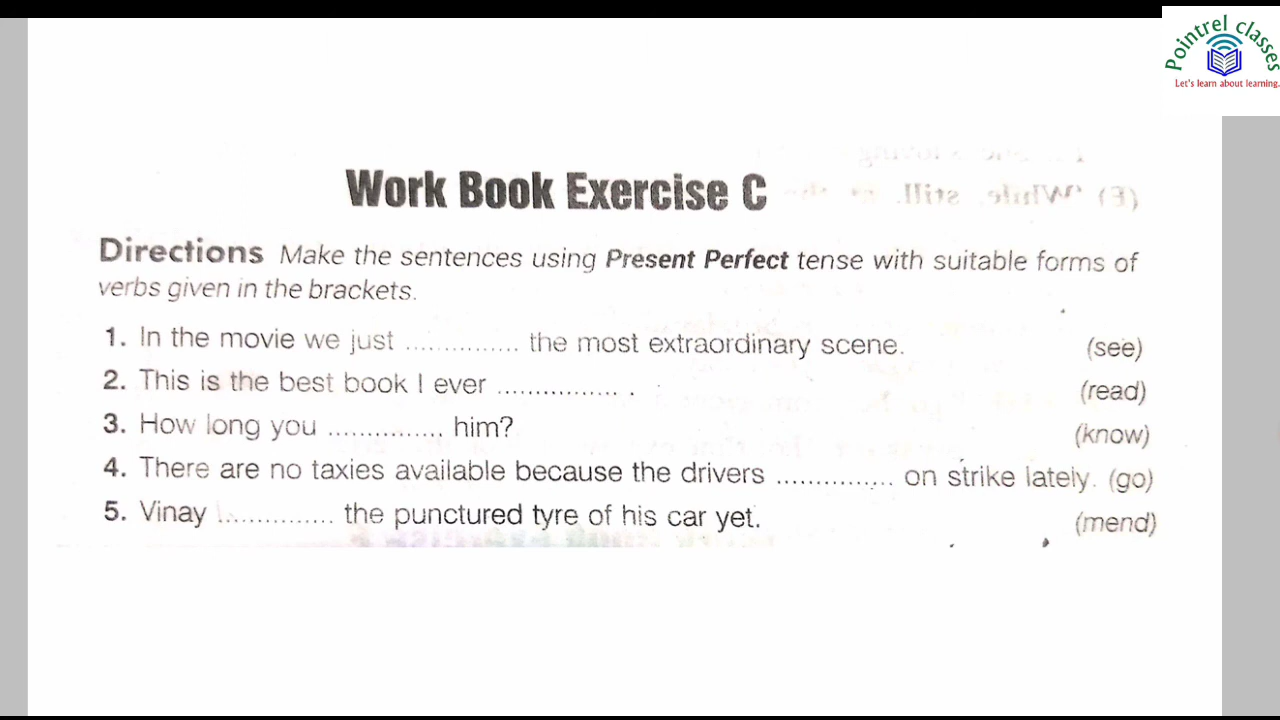 Pointrel classes
Let's learn about learning.
Work Book Exercise C
Directions Make the sentences using Present Perfect tense with suitable forms of
verbs given in the brackets.
1. In the movie we just ............... the most extraordinary scene. (see)
2. This is the best book I ever ................ . (read)
3. How long you ............... him? (know)
4. There are no taxies available because the drivers ............... on strike lately. (go)
5. Vinay ............... the punctured tyre of his car yet. (mend)